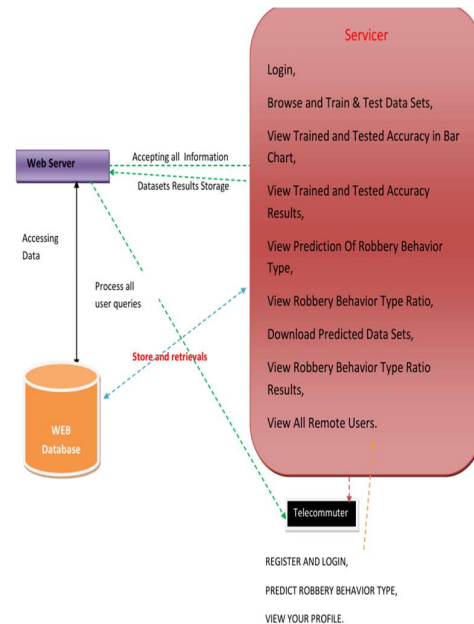 Servicer
Login,
Browse and Train & Test Data Sets,
View Trained and Tested Accuracy in Bar
Chart,
View Trained and Tested Accuracy
Results,
View Prediction Of Robbery Behavior
Type,
View Robbery Behavior Type Ratio,
Download Predicted Data Sets,
View Robbery Behavior Type Ratio
Results,
View All Remote Users.
Web Server
Accepting all Information
Datasets Results Storage
Accessing
Data
Process all
user queries
Store and retrievals
WEB
Database
Telecommuter
REGISTER AND LOGIN,
PREDICT ROBBERY BEHAVIOR TYPE,
VIEW YOUR PROFILE.